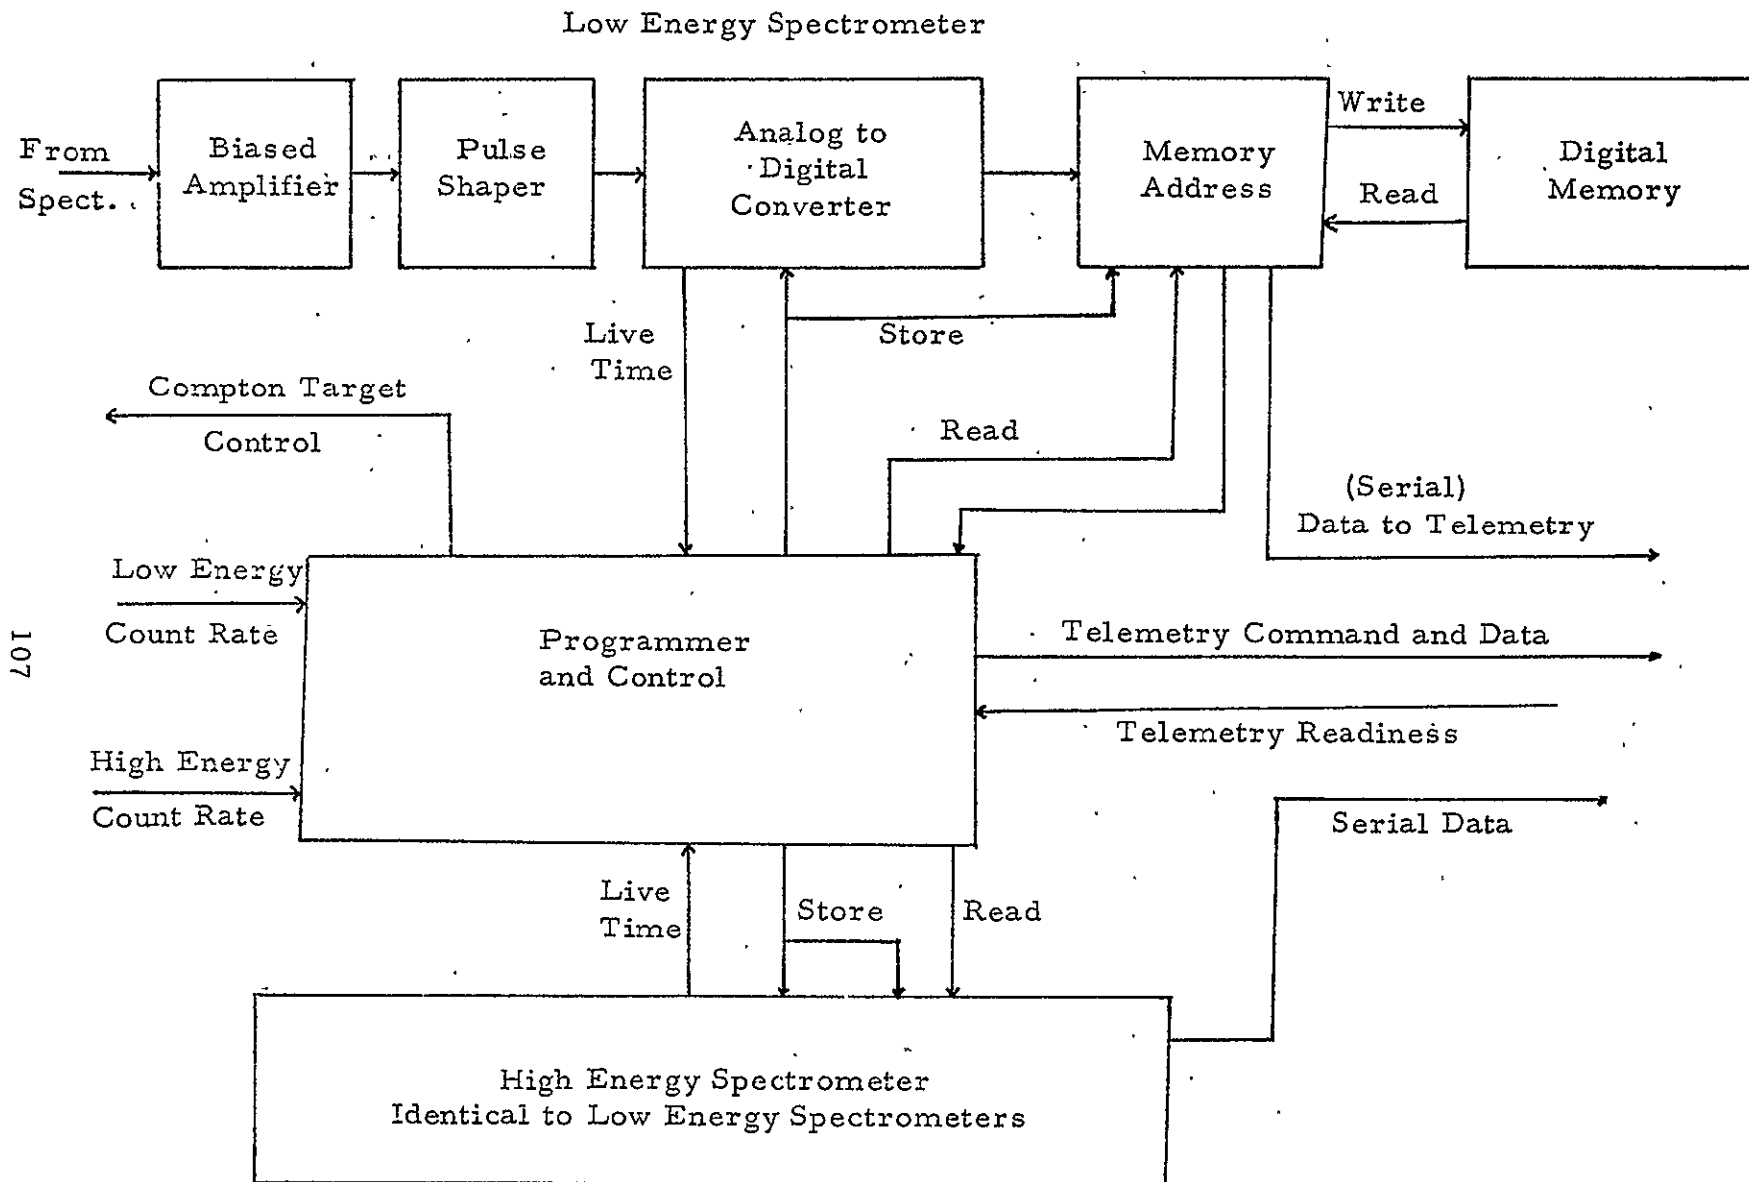 Low Energy Spectrometer
From
Spect.
Biased
Amplifier
Pulse
Shaper
Analog to
Digital
Converter
Memory
Address
Write
Read
Digital
Memory
Live
Time
Store
Compton Target
Control
Read
(Serial)
Data to Telemetry
Low Energy
Count Rate
Programmer
and Control
Telemetry Command and Data
Telemetry Readiness
High Energy
Count Rate
Serial Data
Live
Time
Store
Read
High Energy Spectrometer
Identical to Low Energy Spectrometers
107